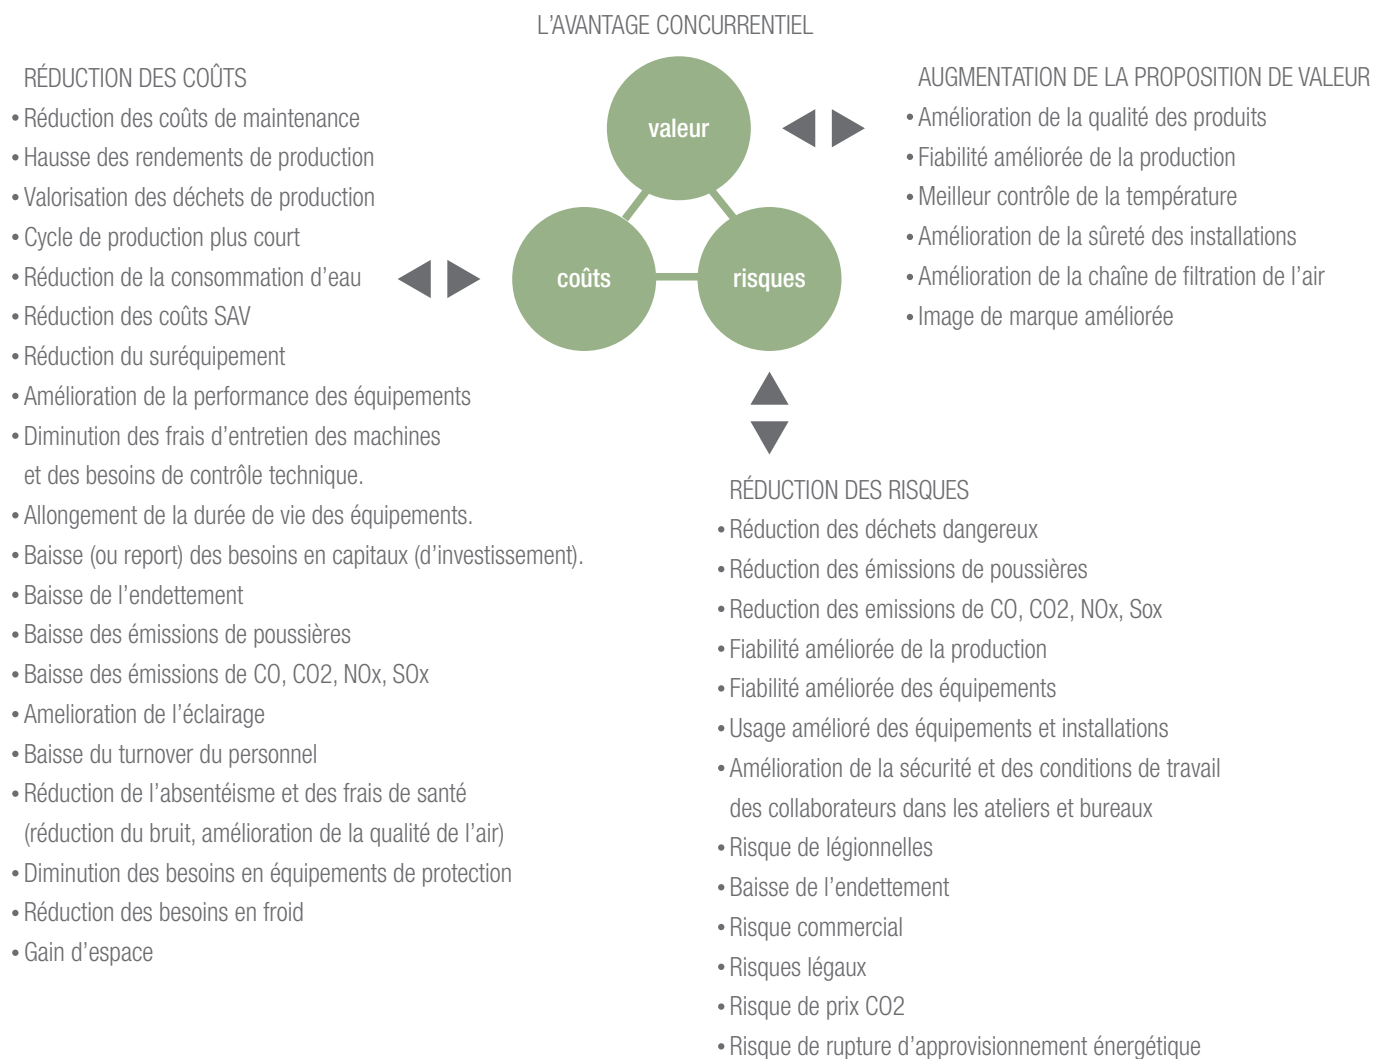 L'AVANTAGE CONCURRENTIEL
RÉDUCTION DES COÛTS
• Réduction des coûts de maintenance
• Hausse des rendements de production
• Valorisation des déchets de production
• Cycle de production plus court
• Réduction de la consommation d'eau
• Réduction des coûts SAV
• Réduction du suréquipement
• Amélioration de la performance des équipements
• Diminution des frais d'entretien des machines
et des besoins de contrôle technique.
• Allongement de la durée de vie des équipements.
• Baisse (ou report) des besoins en capitaux (d'investissement).
• Baisse de l'endettement
• Baisse des émissions de poussières
• Baisse des émissions de CO, CO2, NOx, SOx
• Amelioration de l'éclairage
• Baisse du turnover du personnel
• Réduction de l'absentéisme et des frais de santé
(réduction du bruit, amélioration de la qualité de l'air)
• Diminution des besoins en équipements de protection
• Réduction des besoins en froid
• Gain d'espace
valeur
coûts
risques
AUGMENTATION DE LA PROPOSITION DE VALEUR
• Amélioration de la qualité des produits
• Fiabilité améliorée de la production
• Meilleur contrôle de la température
• Amélioration de la sûreté des installations
• Amélioration de la chaîne de filtration de l'air
• Image de marque améliorée
RÉDUCTION DES RISQUES
• Réduction des déchets dangereux
• Réduction des émissions de poussières
• Reduction des emissions de CO, CO2, NOx, Sox
• Fiabilité améliorée de la production
• Fiabilité améliorée des équipements
• Usage amélioré des équipements et installations
• Amélioration de la sécurité et des conditions de travail
des collaborateurs dans les ateliers et bureaux
• Risque de légionnelles
• Baisse de l'endettement
• Risque commercial
• Risques légaux
• Risque de prix CO2
• Risque de rupture d'approvisionnement énergétique